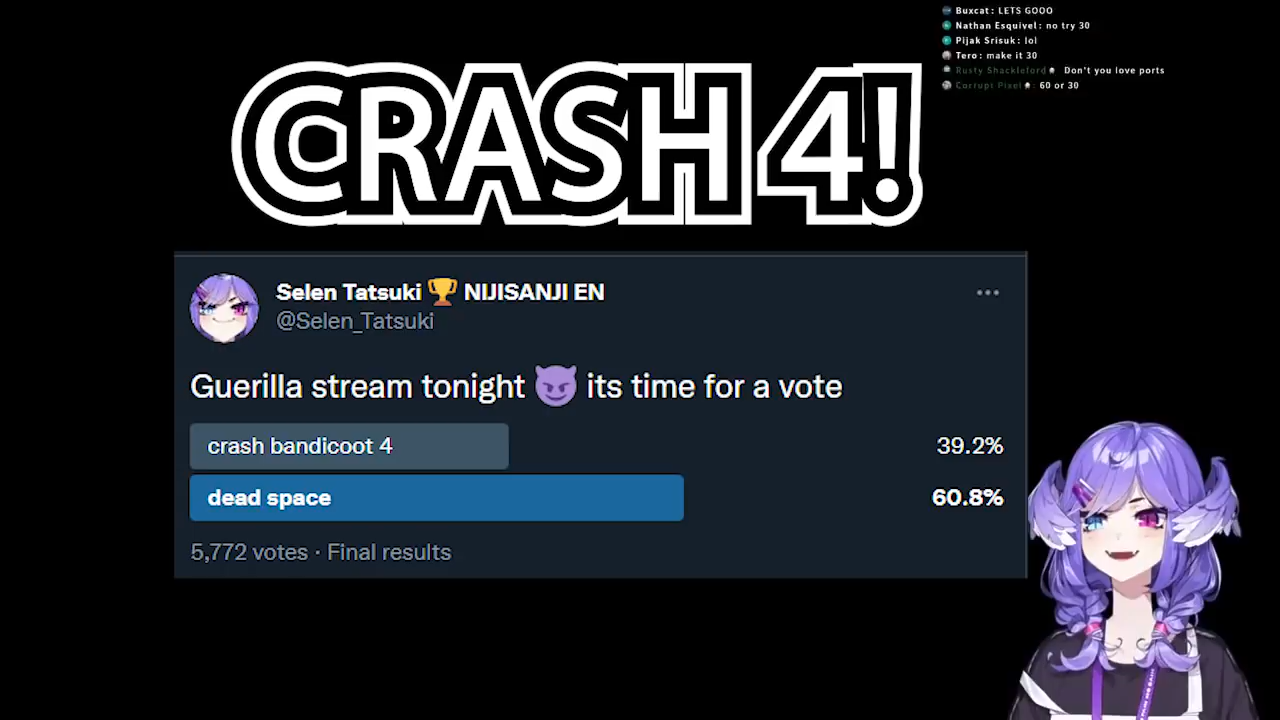 Buxcat: LETS GOOO
Nathan Esquivel: no try 30
Pijak Srisuk: lol
Tero: make it 30
Rusty Shackleford: Don't you love ports
Corrupt Pixel: 60 or 30
CRASH 4!
Selen Tatsuki 🏆 NIJISANJI EN
@Selen_Tatsuki
Guerilla stream tonight 😈 its time for a vote
crash bandicoot 4 39.2%
dead space 60.8%
5,772 votes · Final results